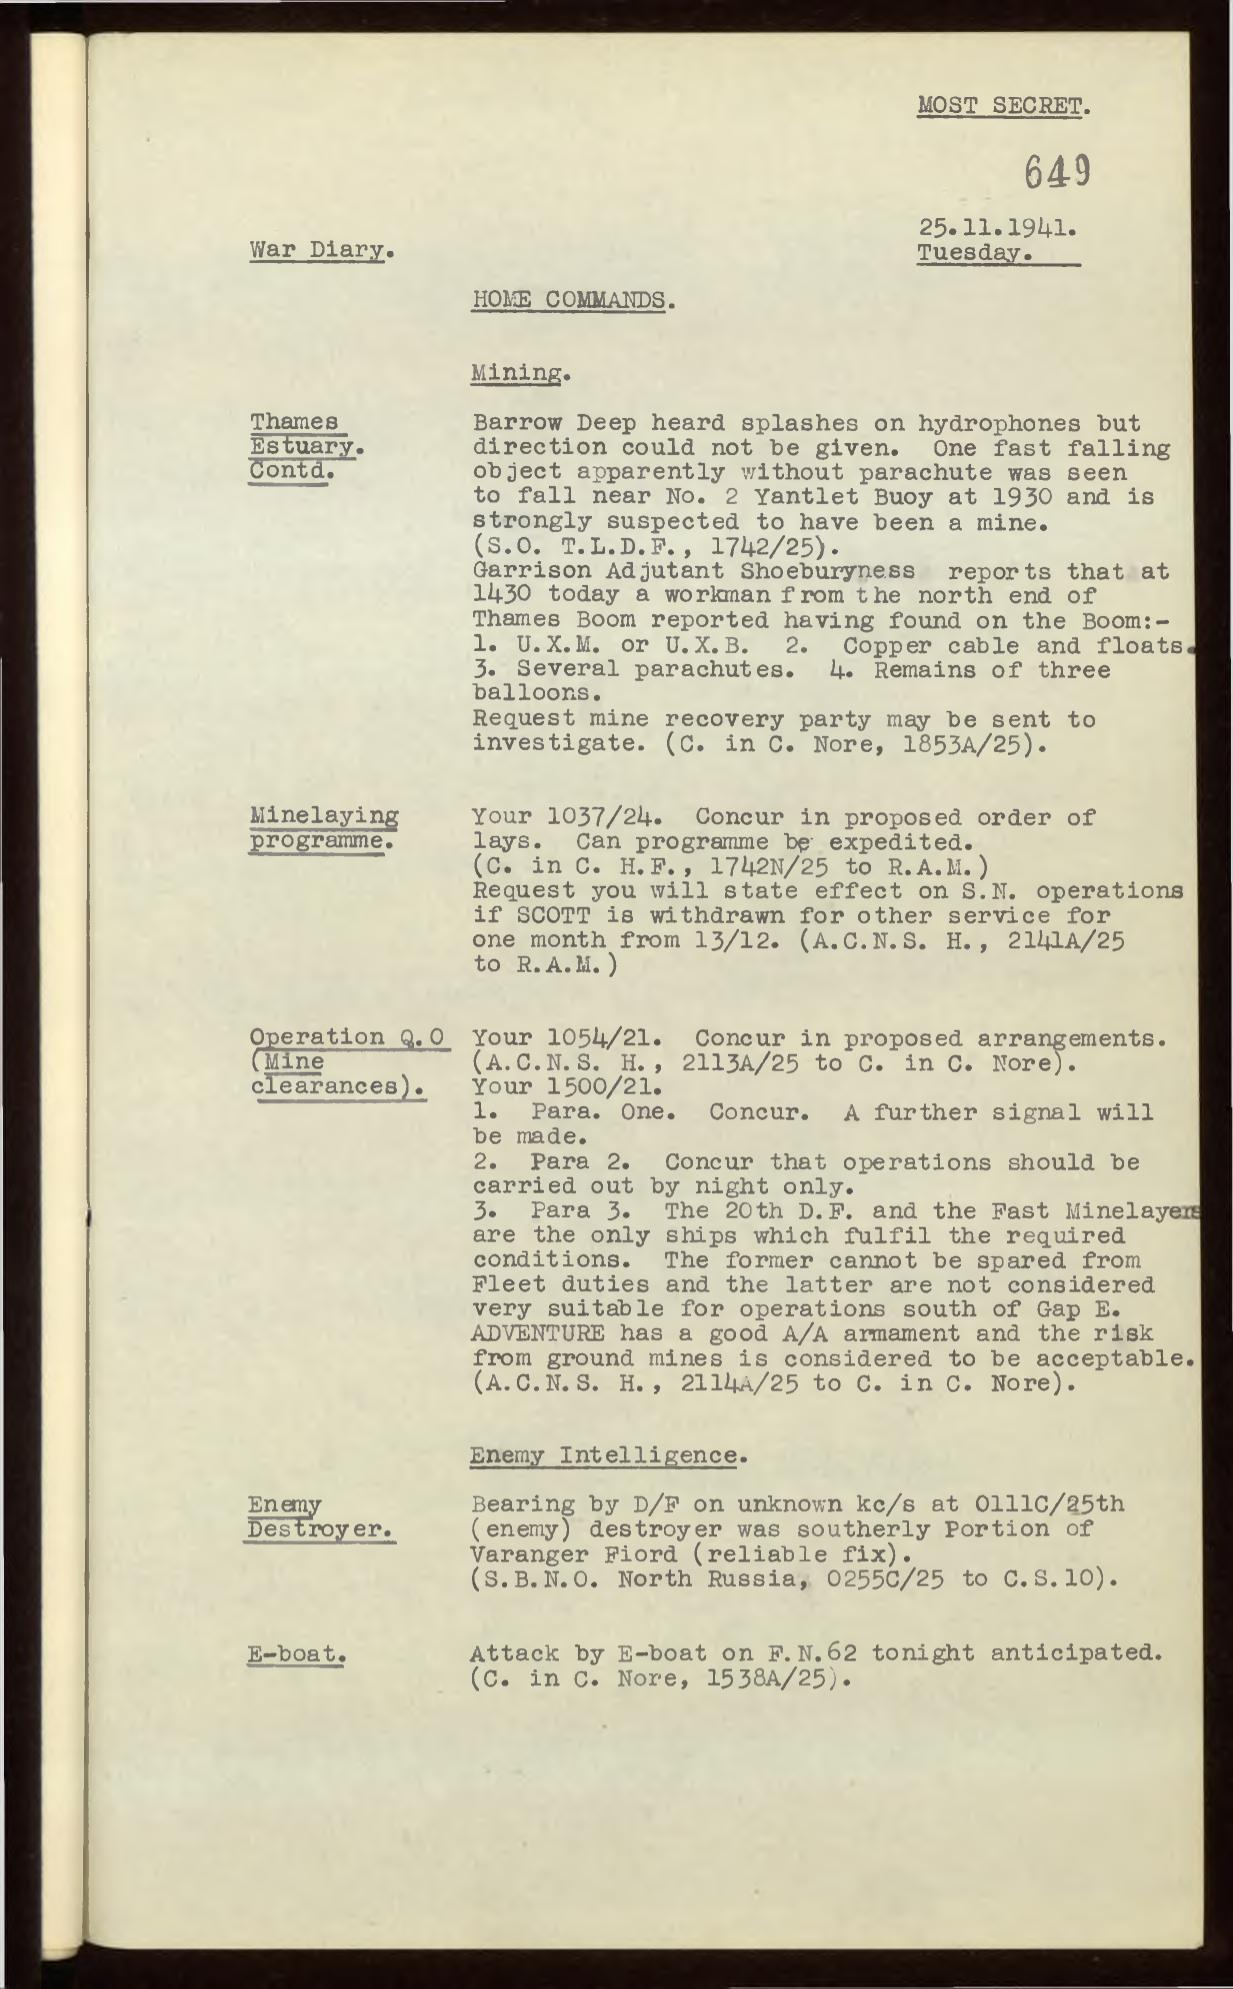 MOST SECRET.
649
25.11.1941.
War Diary.
Tuesday.
HOME COMMANDS.
Mining.
Thames
Estuary.
Contd.
Barrow Deep heard splashes on hydrophones but
direction could not be given. One fast falling
object apparently without parachute was seen
to fall near No. 2 Yantlet Buoy at 1930 and is
strongly suspected to have been a mine.
(S.O. T.L.D.F., 1742/25).
Garrison Adjutant Shoeburyness reports that at
1430 today a workman from the north end of
Thames Boom reported having found on the Boom:-
1. U.X.M. or U.X.B. 2. Copper cable and floats.
3. Several parachutes. 4. Remains of three
balloons.
Request mine recovery party may be sent to
investigate. (C. in C. Nore, 1853A/25).
Minelaying
programme.
Your 1037/24. Concur in proposed order of
lays. Can programme be expedited.
(C. in C. H.F., 1742N/25 to R.A.M.)
Request you will state effect on S.N. operations
if SCOTT is withdrawn for other service for
one month from 13/12. (A.C.N.S. H., 2141A/25
to R.A.M.)
Operation Q.O
(Mine
clearances).
Your 1054/21. Concur in proposed arrangements.
(A.C.N.S. H., 2113A/25 to C. in C. Nore).
Your 1500/21.
1. Para. One. Concur. A further signal will
be made.
2. Para 2. Concur that operations should be
carried out by night only.
3. Para 3. The 20th D.F. and the Fast Minelayers
are the only ships which fulfil the required
conditions. The former cannot be spared from
Fleet duties and the latter are not considered
very suitable for operations south of Gap E.
ADVENTURE has a good A/A armament and the risk
from ground mines is considered to be acceptable.
(A.C.N.S. H., 2114A/25 to C. in C. Nore).
Enemy Intelligence.
Enemy
Destroyer.
Bearing by D/F on unknown kc/s at 0111C/25th
(enemy) destroyer was southerly Portion of
Varanger Fiord (reliable fix).
(S.B.N.O. North Russia, 0255C/25 to C.S.10).
E-boat.
Attack by E-boat on F.N.62 tonight anticipated.
(C. in C. Nore, 1538A/25).